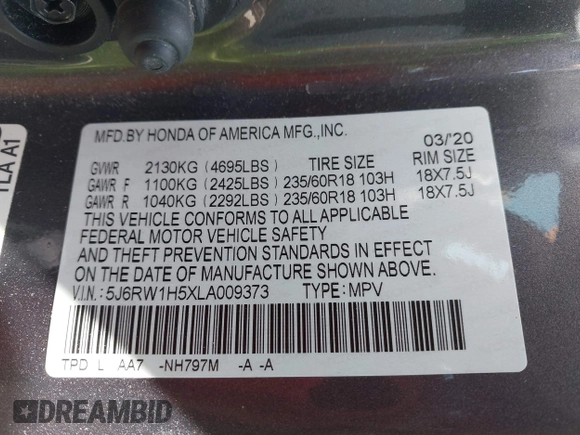 MFD.BY HONDA OF AMERICA MFG.,INC.
03/'20
GVWR 2130KG (4695LBS) TIRE SIZE RIM SIZE
GAWR F 1100KG (2425LBS) 235/60R18 103H 18X7.5J
GAWR R 1040KG (2292LBS) 235/60R18 103H 18X7.5J
THIS VEHICLE CONFORMS TO ALL APPLICABLE
FEDERAL MOTOR VEHICLE SAFETY
AND THEFT PREVENTION STANDARDS IN EFFECT
ON THE DATE OF MANUFACTURE SHOWN ABOVE.
V.I.N.: 5J6RW1H5XLA009373 TYPE: MPV
TPD L AA7 -NH797M -A -A
TLA A1
DREAMBID